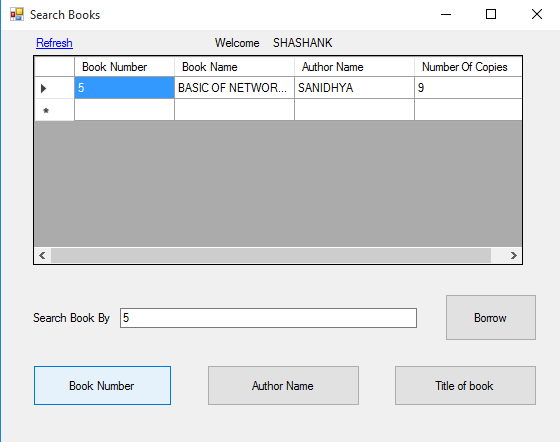 Search Books
Refresh Welcome SHASHANK
Book Number Book Name Author Name Number Of Copies
5 BASIC OF NETWOR... SANIDHYA 9
*
Search Book By 5 Borrow
Book Number Author Name Title of book